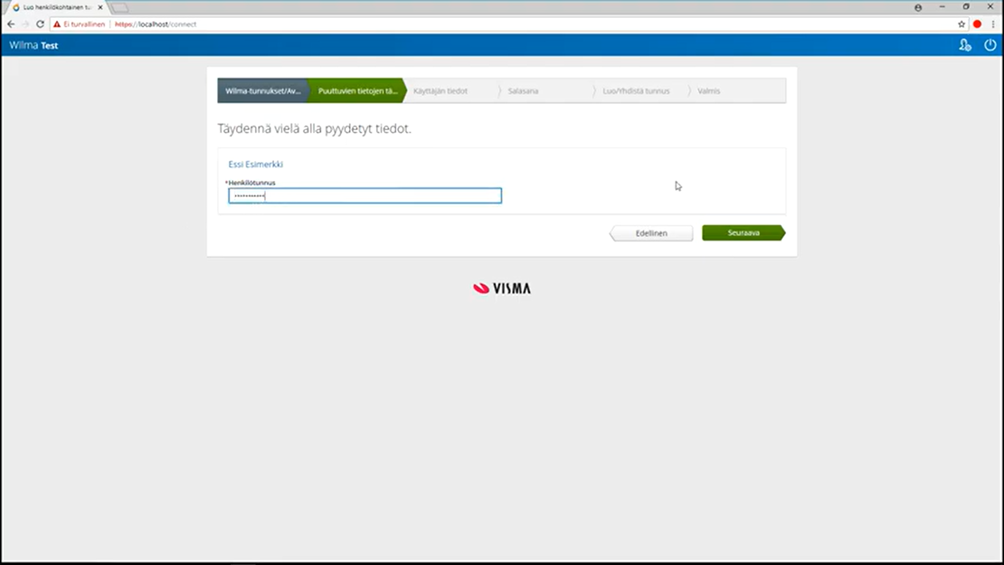 Luo henkilökohtainen tu
Ei turvallinen https://localhost/connect
Wilma Test
Wilma-tunnukset/Av... Puuttuvien tietojen tä... Käyttäjän tiedot Salasana Luo/Yhdistä tunnus Valmis
Täydennä vielä alla pyydetyt tiedot.
Essi Esimerkki
*Henkilötunnus
•••••••••••
Edellinen Seuraava
VISMA